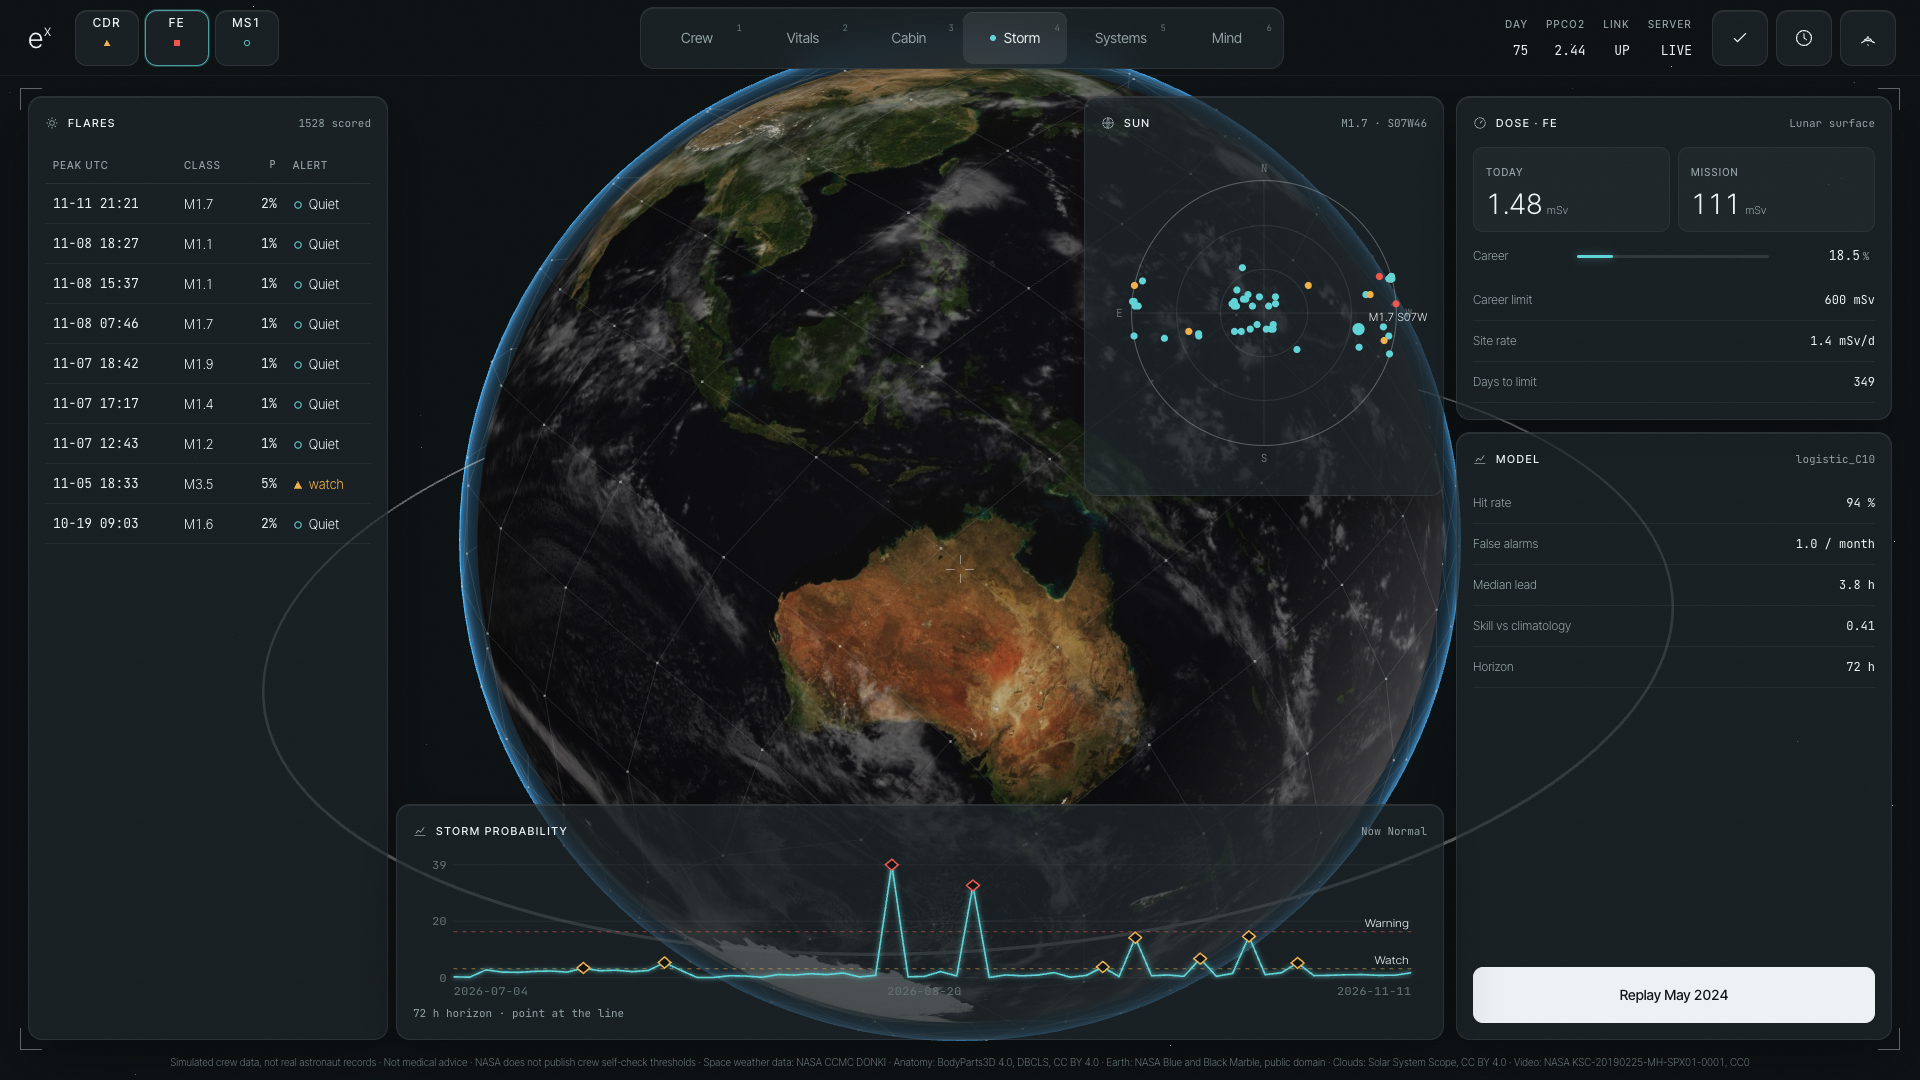 eˣ
CDR
FE
MS1
Crew 1
Vitals 2
Cabin 3
Storm 4
Systems 5
Mind 6
DAY PPCO2 LINK SERVER
75 2.44 UP LIVE
FLARES 1528 scored
PEAK UTC CLASS P ALERT
11-11 21:21 M1.7 2% Quiet
11-08 18:27 M1.1 1% Quiet
11-08 15:37 M1.1 1% Quiet
11-08 07:46 M1.7 1% Quiet
11-07 18:42 M1.9 1% Quiet
11-07 17:17 M1.4 1% Quiet
11-07 12:43 M1.2 1% Quiet
11-05 18:33 M3.5 5% watch
10-19 09:03 M1.6 2% Quiet
SUN M1.7 · S07W46
N
E
M1.7 S07W
S
DOSE · FE Lunar surface
TODAY
1.48 mSv
MISSION
111 mSv
Career 18.5 %
Career limit 600 mSv
Site rate 1.4 mSv/d
Days to limit 349
MODEL logistic_C10
Hit rate 94 %
False alarms 1.0 / month
Median lead 3.8 h
Skill vs climatology 0.41
Horizon 72 h
Replay May 2024
STORM PROBABILITY Now Normal
39
20
0
Warning
Watch
2026-07-04 2026-08-20 2026-11-11
72 h horizon · point at the line
Simulated crew data, not real astronaut records · Not medical advice · NASA does not publish crew self-check thresholds · Space weather data: NASA CCMC DONKI · Anatomy: BodyParts3D 4.0, DBCLS, CC BY 4.0 · Earth: NASA Blue and Black Marble, public domain · Clouds: Solar System Scope, CC BY 4.0 · Video: NASA KSC-20190225-MH-SPX01-0001, CC0